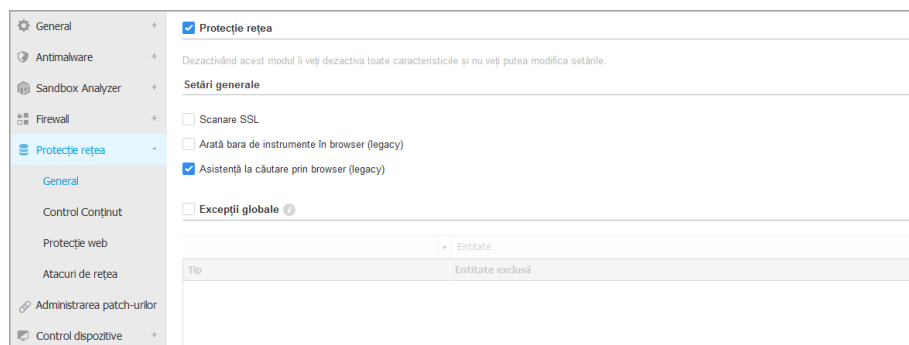 General +
Antimalware +
Sandbox Analyzer +
Firewall +
Protecție rețea -
General
Control Conținut
Protecție web
Atacuri de rețea
Administrarea patch-urilor
Control dispozitive +
Protecție rețea
Dezactivând acest modul îi veți dezactiva toate caracteristicile și nu veți putea modifica setările.
Setări generale
Scanare SSL
Arată bara de instrumente în browser (legacy)
Asistență la căutare prin browser (legacy)
Excepții globale i
Entitate
Tip Entitate exclusă